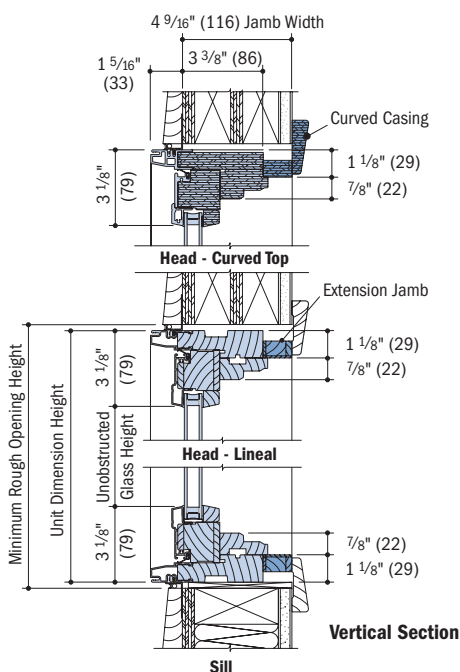 4 9/16" (116) Jamb Width
1 5/16"
(33)
3 3/8" (86)
Curved Casing
3 1/8"
(79)
1 1/8" (29)
7/8" (22)
Head - Curved Top
Extension Jamb
Minimum Rough Opening Height
Unit Dimension Height
3 1/8"
(79)
1 1/8" (29)
7/8" (22)
Unobstructed
Glass Height
Head - Lineal
3 1/8"
(79)
7/8" (22)
1 1/8" (29)
Vertical Section
Sill